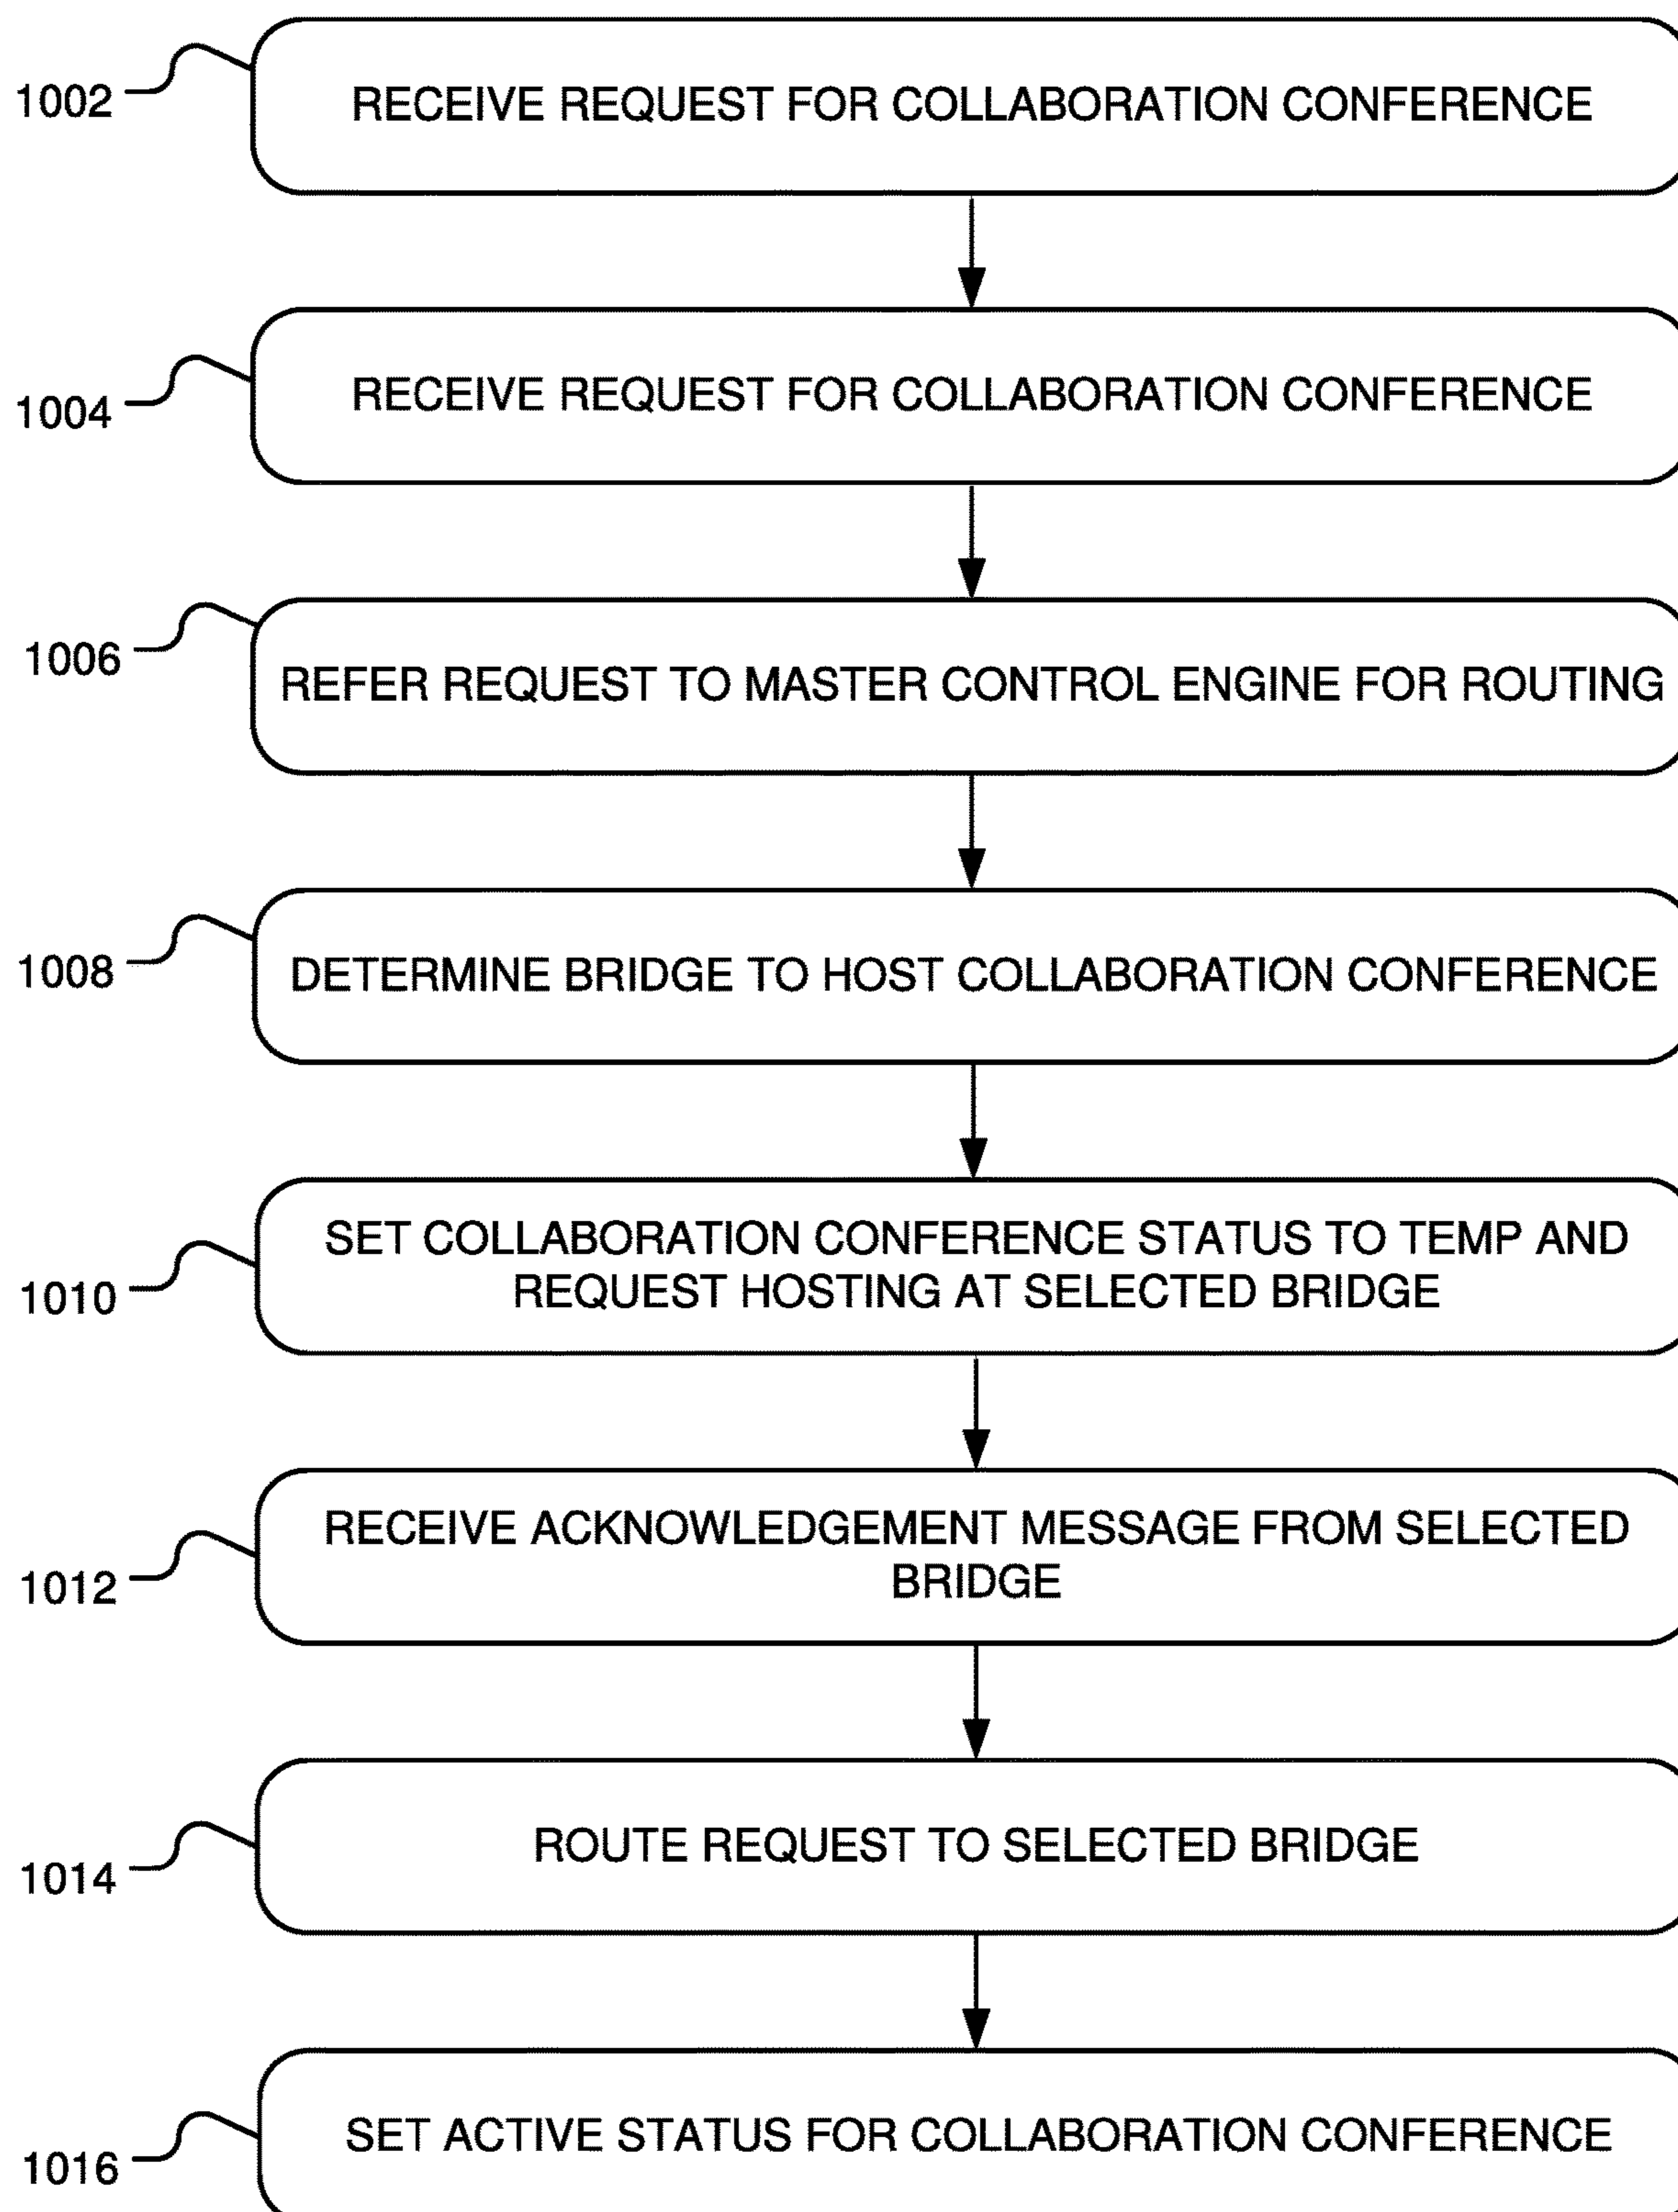 1002
RECEIVE REQUEST FOR COLLABORATION CONFERENCE
1004
RECEIVE REQUEST FOR COLLABORATION CONFERENCE
1006
REFER REQUEST TO MASTER CONTROL ENGINE FOR ROUTING
1008
DETERMINE BRIDGE TO HOST COLLABORATION CONFERENCE
1010
SET COLLABORATION CONFERENCE STATUS TO TEMP AND
REQUEST HOSTING AT SELECTED BRIDGE
1012
RECEIVE ACKNOWLEDGEMENT MESSAGE FROM SELECTED
BRIDGE
1014
ROUTE REQUEST TO SELECTED BRIDGE
1016
SET ACTIVE STATUS FOR COLLABORATION CONFERENCE